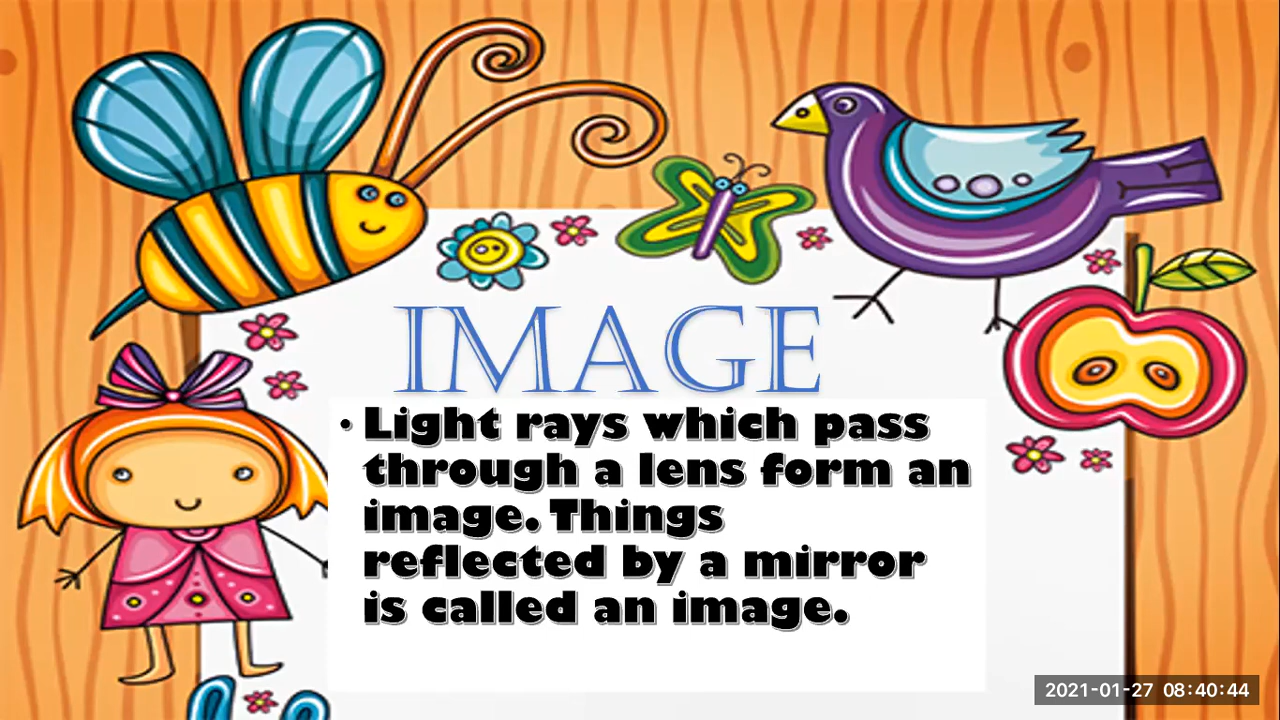 IMAGE
• Light rays which pass
through a lens form an
image. Things
reflected by a mirror
is called an image.
2021-01-27 08:40:44